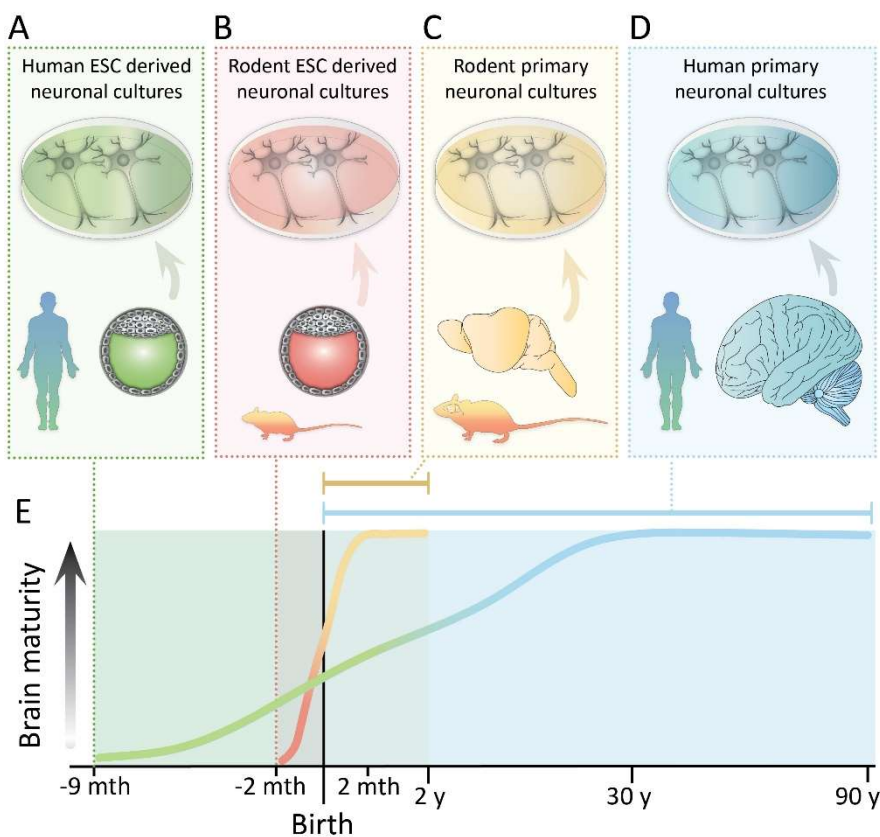 A
B
C
D
Human ESC derived
neuronal cultures
Rodent ESC derived
neuronal cultures
Rodent primary
neuronal cultures
Human primary
neuronal cultures
E
Brain maturity
-9 mth
-2 mth
2 mth
2 y
30 y
90 y
Birth